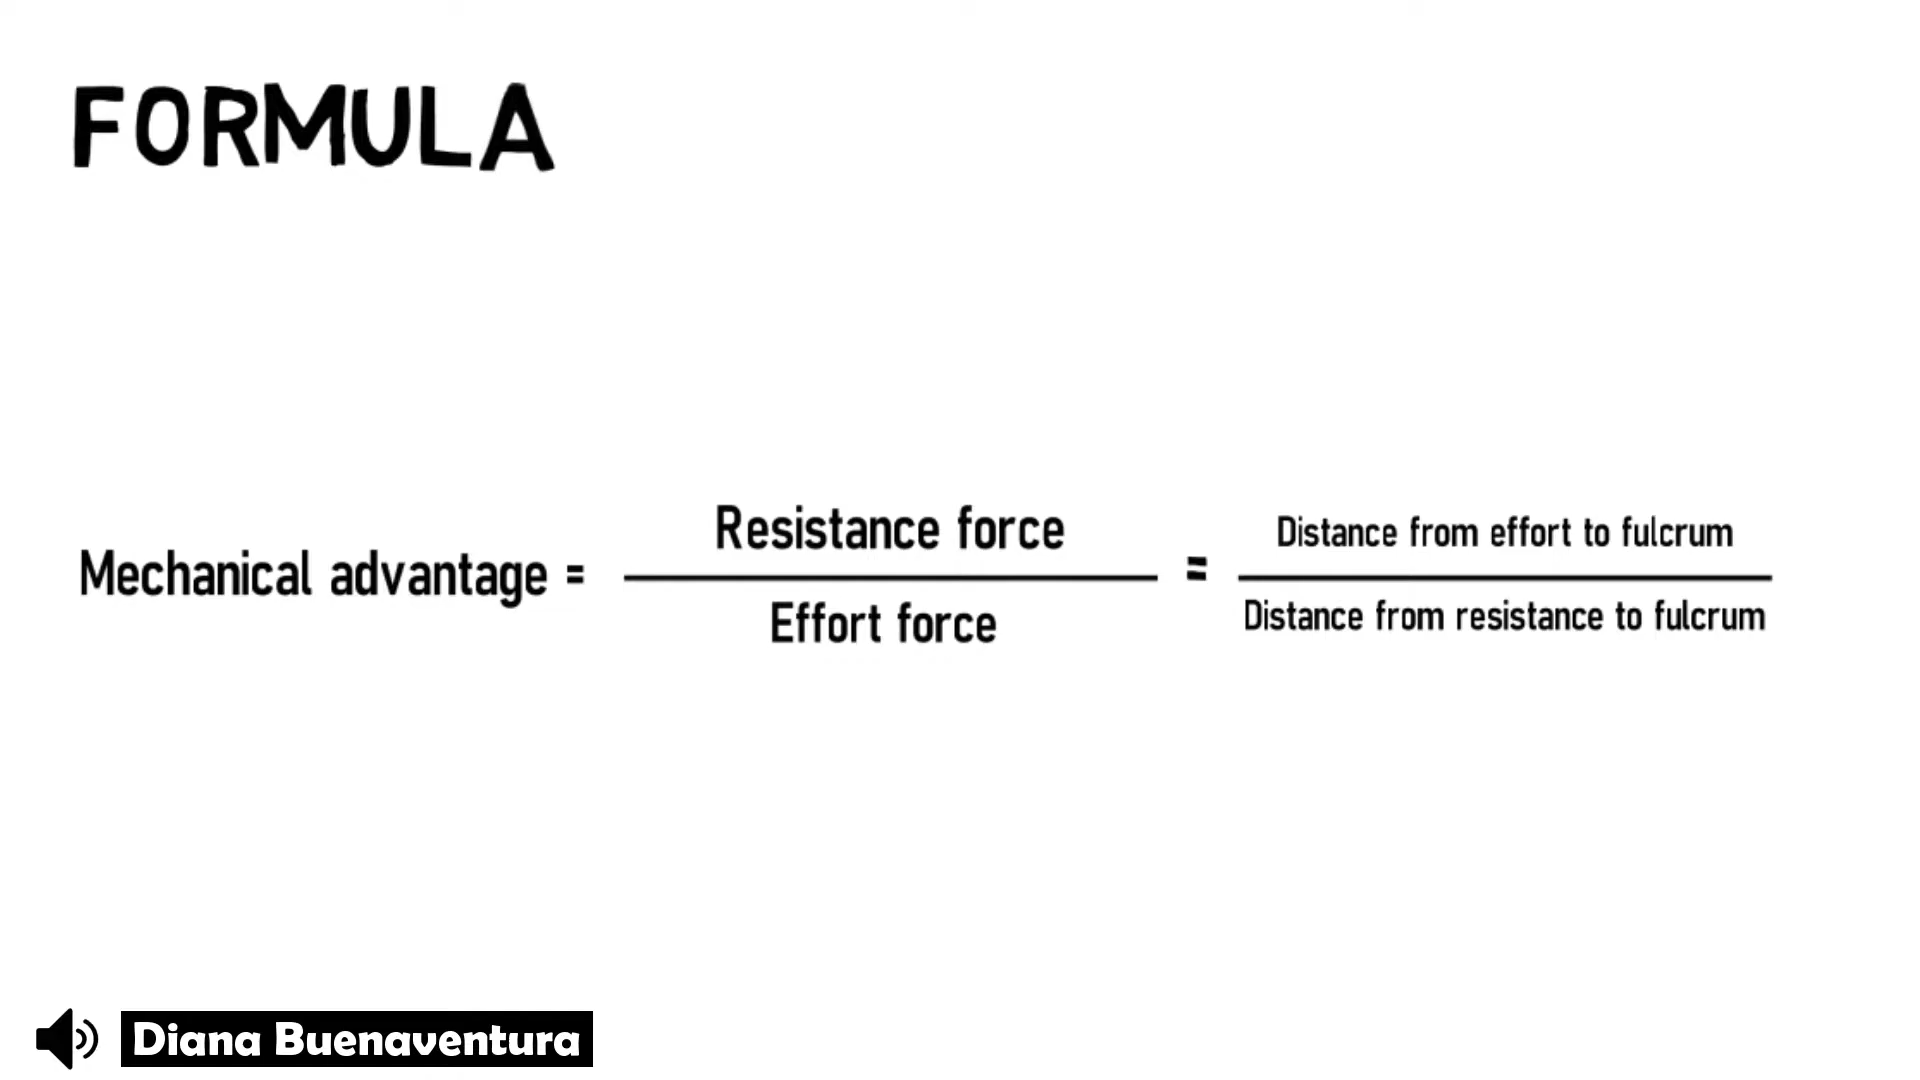 FORMULA
Mechanical advantage = Resistance force / Effort force = Distance from effort to fulcrum / Distance from resistance to fulcrum
Diana Buenaventura